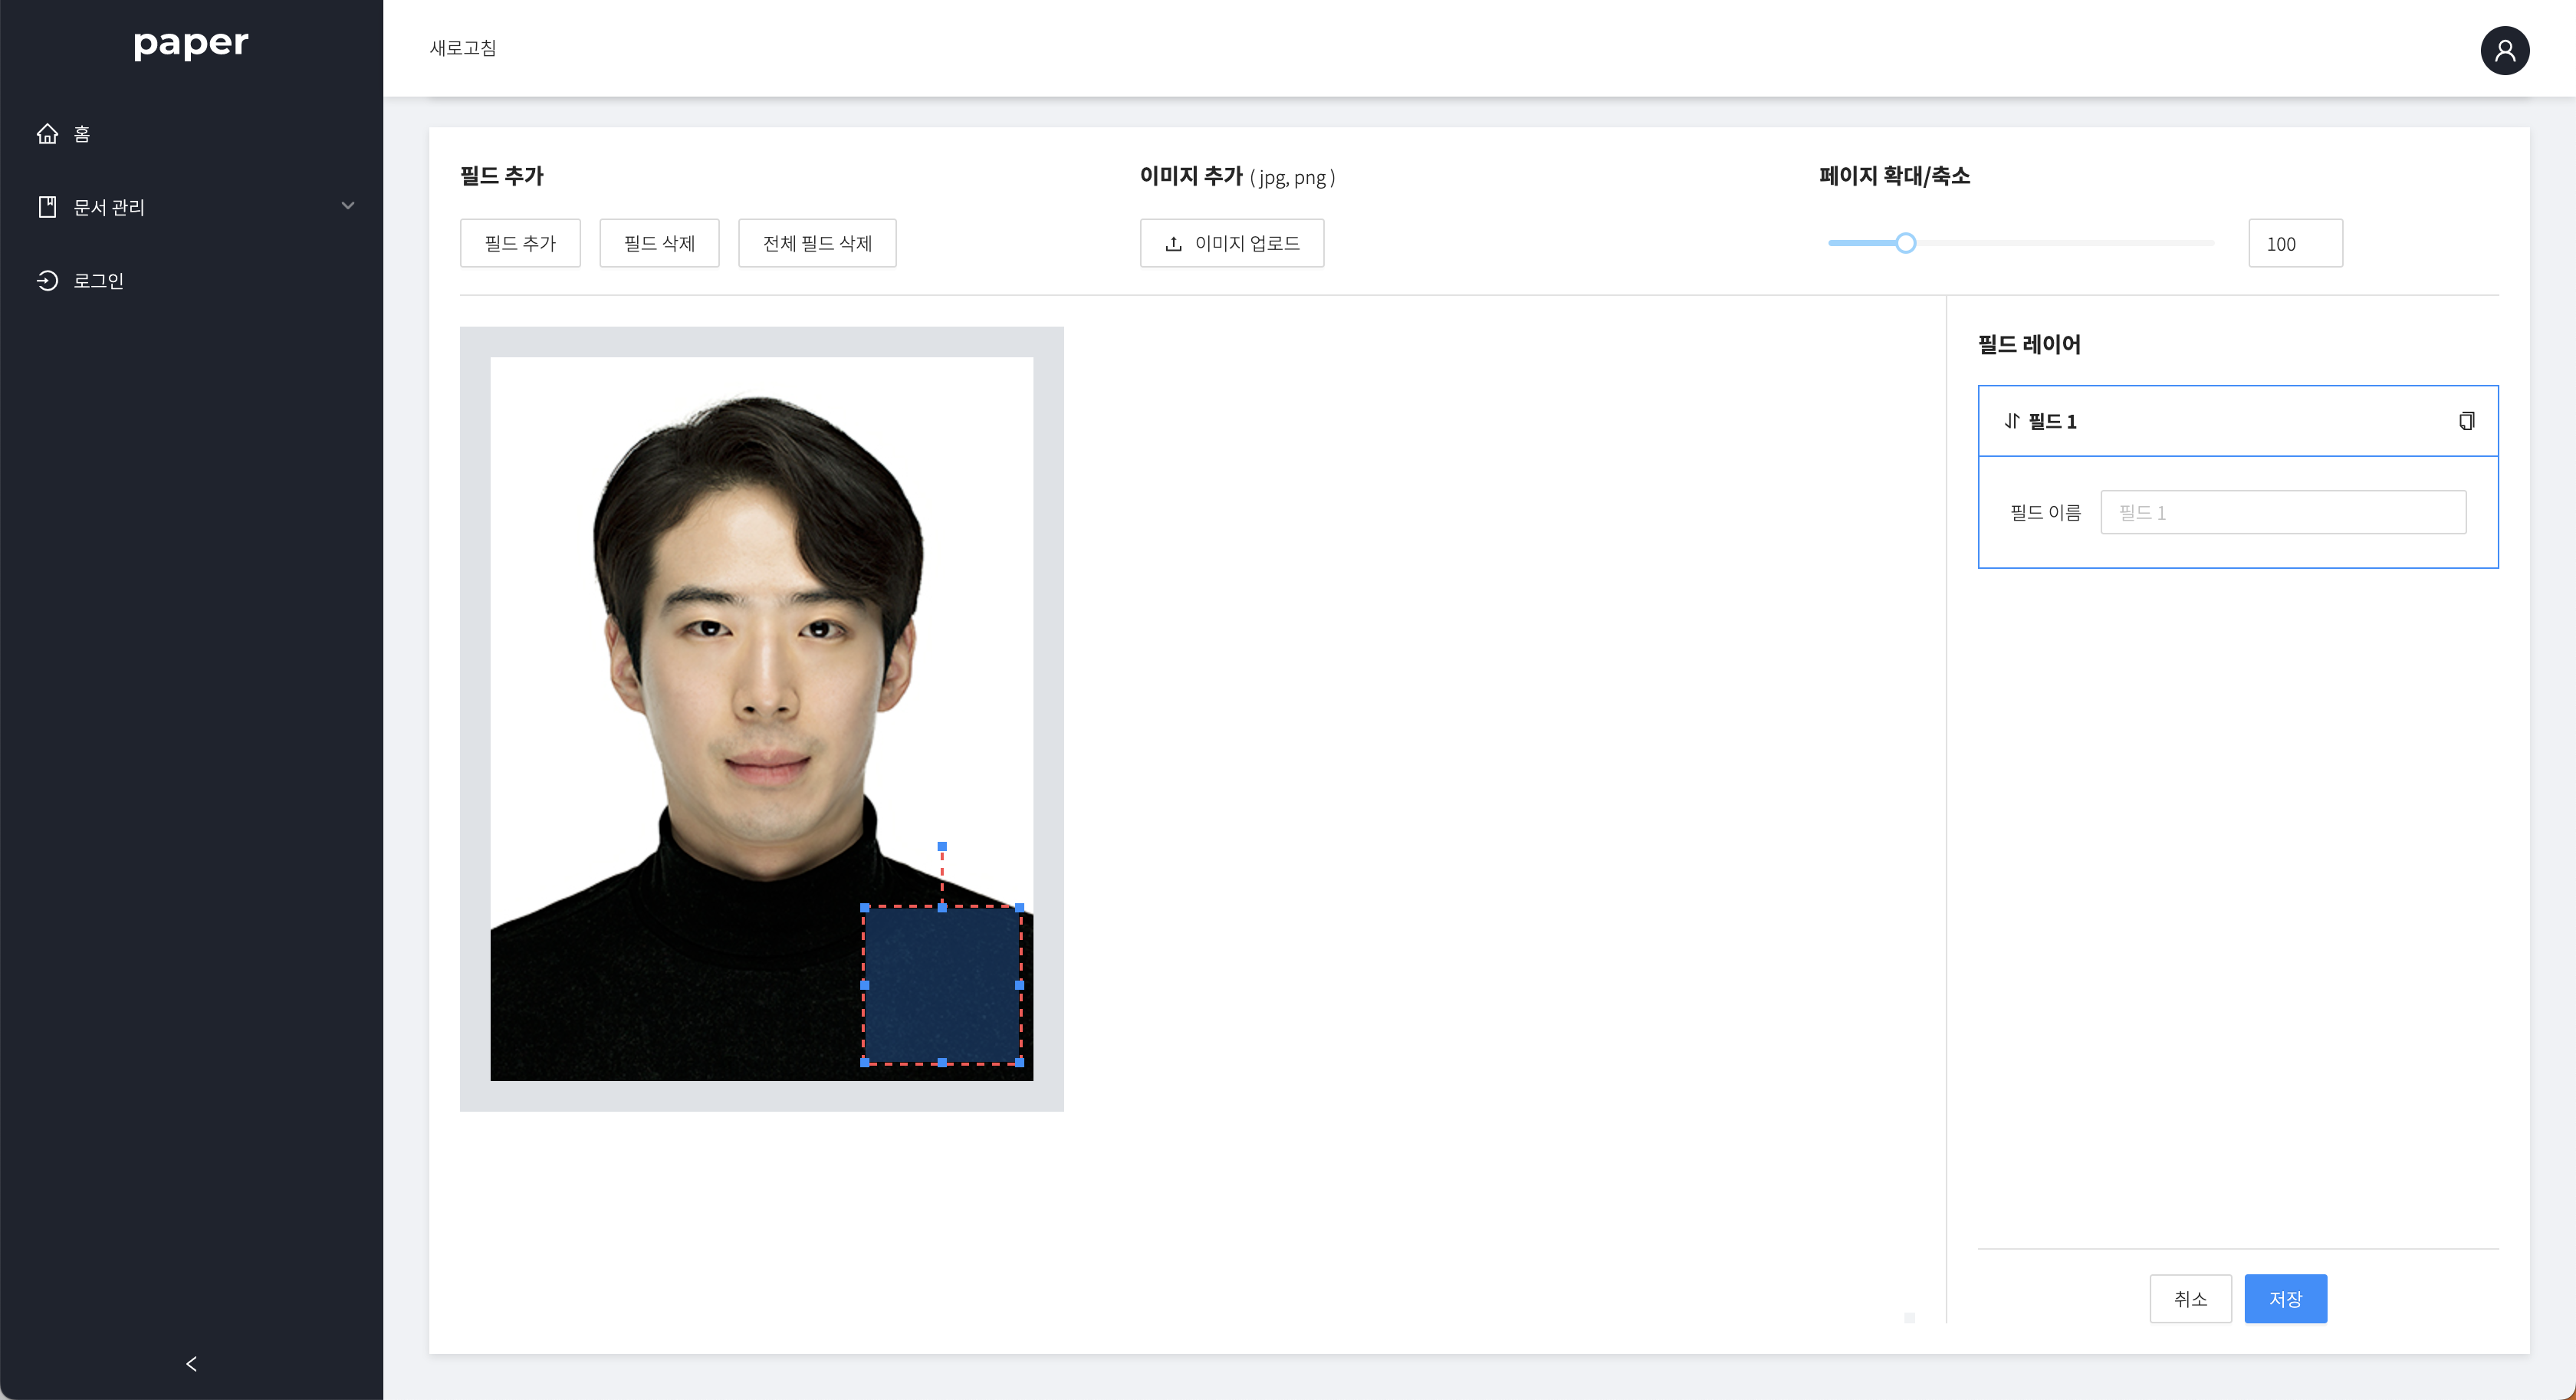 paper
새로고침
홈
문서 관리
로그인
필드 추가
이미지 추가 ( jpg, png )
페이지 확대/축소
필드 추가
필드 삭제
전체 필드 삭제
이미지 업로드
100
필드 레이어
필드 1
필드 이름
필드 1
취소
저장